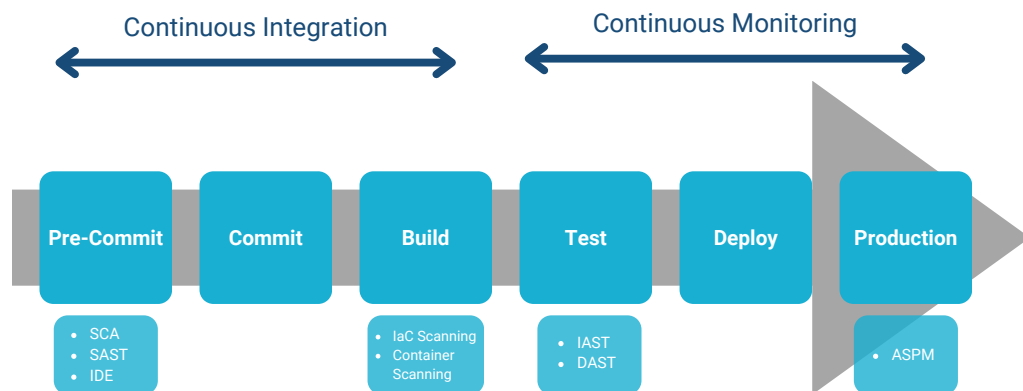 Continuous Integration
Continuous Monitoring
Pre-Commit
Commit
Build
Test
Deploy
Production
• SCA
• SAST
• IDE
• IaC Scanning
• Container
Scanning
• IAST
• DAST
• ASPM